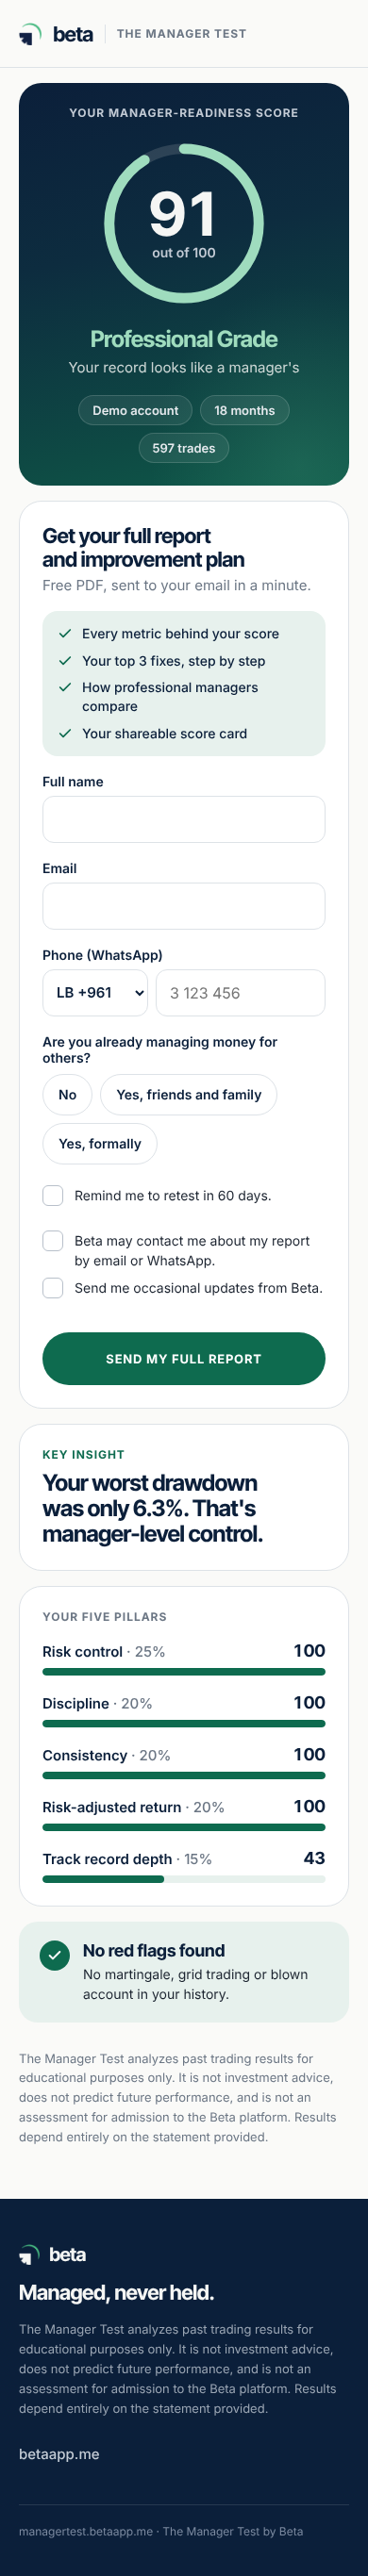 beta THE MANAGER TEST
YOUR MANAGER-READINESS SCORE
91
out of 100
Professional Grade
Your record looks like a manager's
Demo account 18 months
597 trades
Get your full report
and improvement plan
Free PDF, sent to your email in a minute.
Every metric behind your score
Your top 3 fixes, step by step
How professional managers
compare
Your shareable score card
Full name
Email
Phone (WhatsApp)
LB +961 3 123 456
Are you already managing money for
others?
No Yes, friends and family
Yes, formally
Remind me to retest in 60 days.
Beta may contact me about my report
by email or WhatsApp.
Send me occasional updates from Beta.
SEND MY FULL REPORT
KEY INSIGHT
Your worst drawdown
was only 6.3%. That's
manager-level control.
YOUR FIVE PILLARS
Risk control · 25% 100
Discipline · 20% 100
Consistency · 20% 100
Risk-adjusted return · 20% 100
Track record depth · 15% 43
No red flags found
No martingale, grid trading or blown
account in your history.
The Manager Test analyzes past trading results for
educational purposes only. It is not investment advice,
does not predict future performance, and is not an
assessment for admission to the Beta platform. Results
depend entirely on the statement provided.
beta
Managed, never held.
The Manager Test analyzes past trading results for
educational purposes only. It is not investment advice,
does not predict future performance, and is not an
assessment for admission to the Beta platform. Results
depend entirely on the statement provided.
betaapp.me
managertest.betaapp.me · The Manager Test by Beta